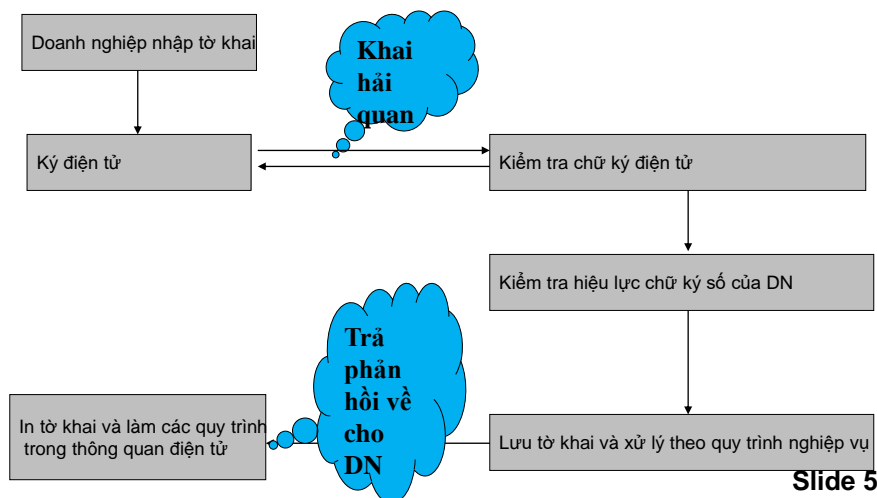 Doanh nghiệp nhập tờ khai
Khai
hải
quan
Ký điện tử
Kiểm tra chữ ký điện tử
Kiểm tra hiệu lực chữ ký số của DN
Trả
phản
hồi về
cho
DN
In tờ khai và làm các quy trình
trong thông quan điện tử
Lưu tờ khai và xử lý theo quy trình nghiệp vụ
Slide 5